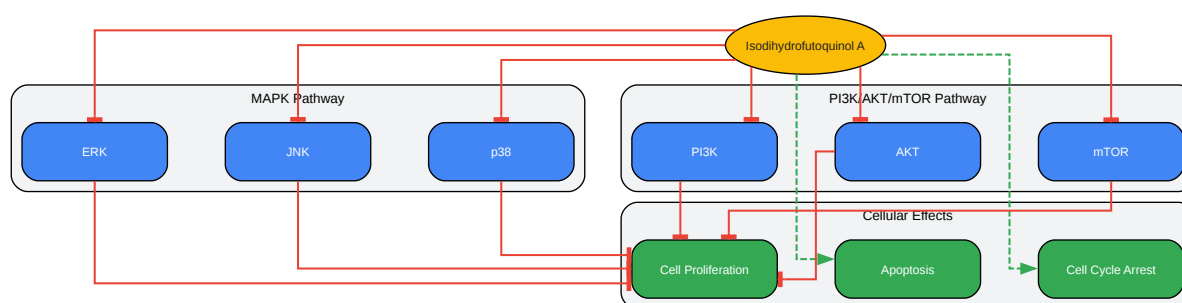 Isodihydrofutoquinol A
MAPK Pathway
PI3K/AKT/mTOR Pathway
ERK
JNK
p38
PI3K
AKT
mTOR
Cellular Effects
Cell Proliferation
Apoptosis
Cell Cycle Arrest